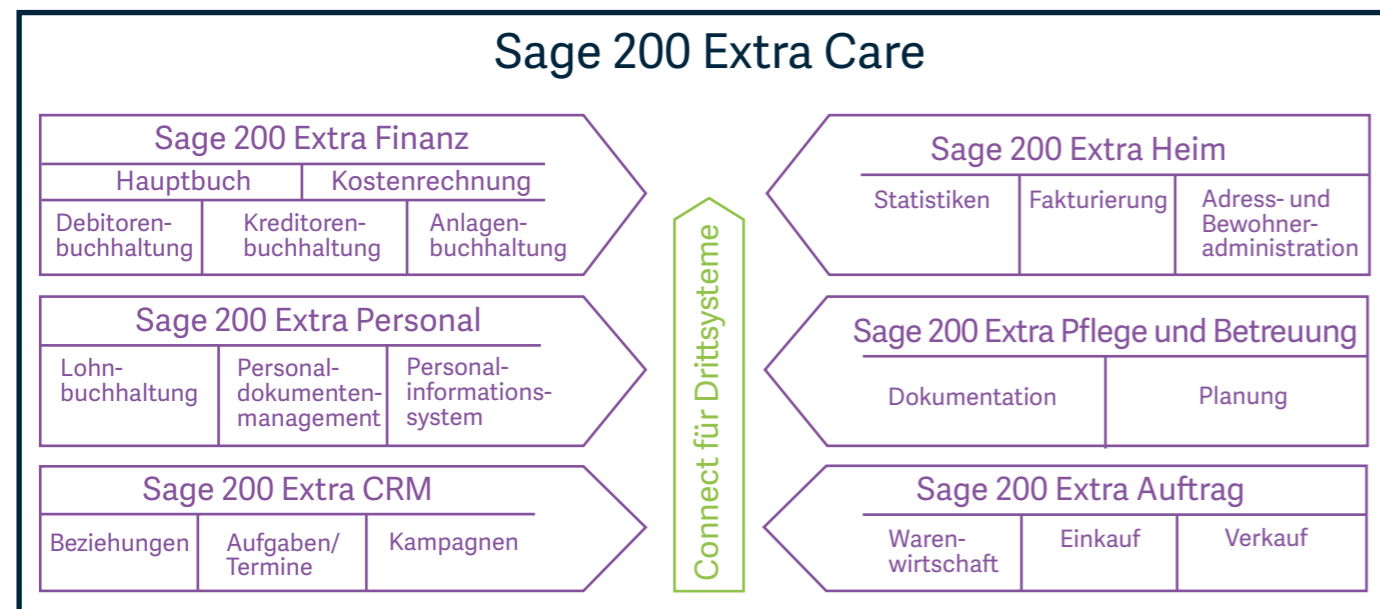 Sage 200 Extra Care
Sage 200 Extra Finanz
Hauptbuch
Kostenrechnung
Debitoren-
buchhaltung
Kreditoren-
buchhaltung
Anlagen-
buchhaltung
Sage 200 Extra Personal
Lohn-
buchhaltung
Personal-
dokumenten-
management
Personal-
informations-
system
Sage 200 Extra CRM
Beziehungen
Aufgaben/
Termine
Kampagnen
Connect für Drittsysteme
Sage 200 Extra Heim
Statistiken
Fakturierung
Adress- und
Bewohner-
administration
Sage 200 Extra Pflege und Betreuung
Dokumentation
Planung
Sage 200 Extra Auftrag
Waren-
wirtschaft
Einkauf
Verkauf